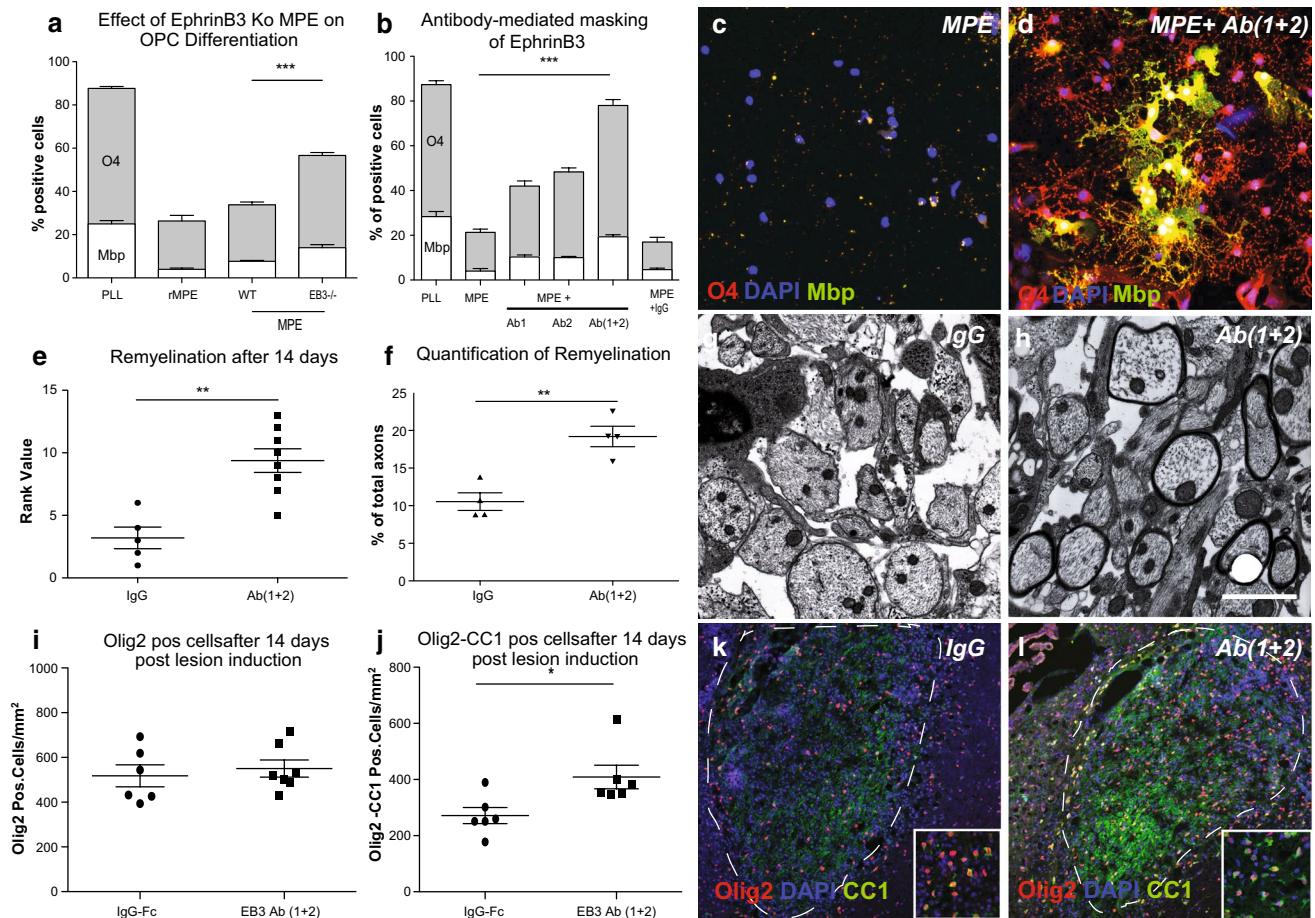 a
Effect of EphrinB3 Ko MPE on
OPC Differentiation
% positive cells
100
80
60
40
20
0
***
O4
Mbp
PLL
rMPE
WT
EB3-/-
MPE
b
Antibody-mediated masking
of EphrinB3
% of positive cells
100
80
60
40
20
0
***
O4
Mbp
PLL
MPE
MPE +
MPE
+IgG
Ab1
Ab2
Ab(1+2)
c
MPE
O4 DAPI Mbp
d
MPE+ Ab(1+2)
O4 DAPI Mbp
e
Remyelination after 14 days
Rank Value
15
10
5
0
**
IgG
Ab(1+2)
f
Quantification of Remyelination
% of total axons
25
20
15
10
5
0
**
IgG
Ab(1+2)
g
IgG
h
Ab(1+2)
i
Olig2 pos cellsafter 14 days
post lesion induction
Olig2 Pos.Cells/mm²
1000
800
600
400
200
0
IgG-Fc
EB3 Ab (1+2)
j
Olig2-CC1 pos cellsafter 14 days
post lesion induction
Olig2 -CC1 Pos.Cells/mm²
800
600
400
200
0
*
IgG-Fc
EB3 Ab (1+2)
k
IgG
Olig2 DAPI CC1
l
Ab(1+2)
Olig2 DAPI CC1